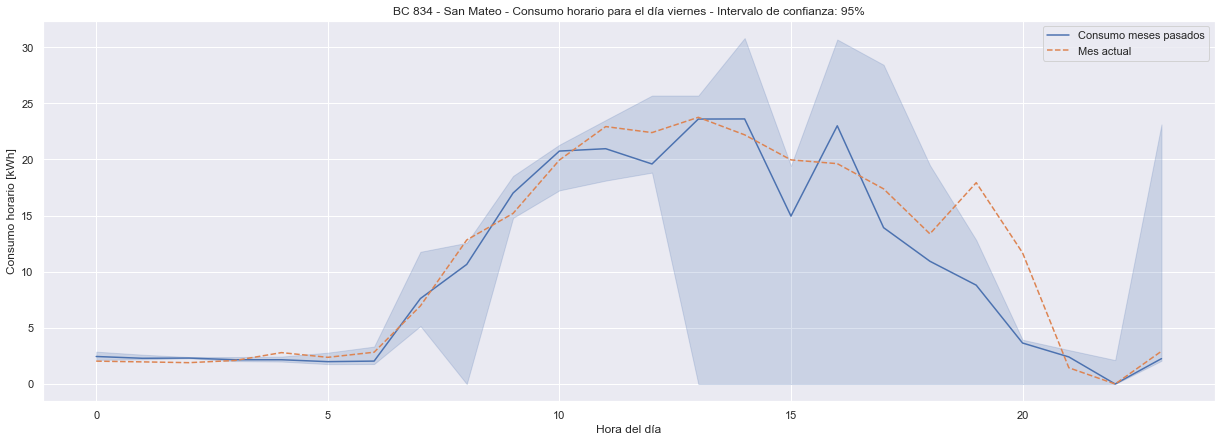 BC 834 - San Mateo - Consumo horario para el día viernes - Intervalo de confianza: 95%
Consumo meses pasados
Mes actual
Consumo horario [kWh]
30
25
20
15
10
5
0
0
5
10
15
20
Hora del día